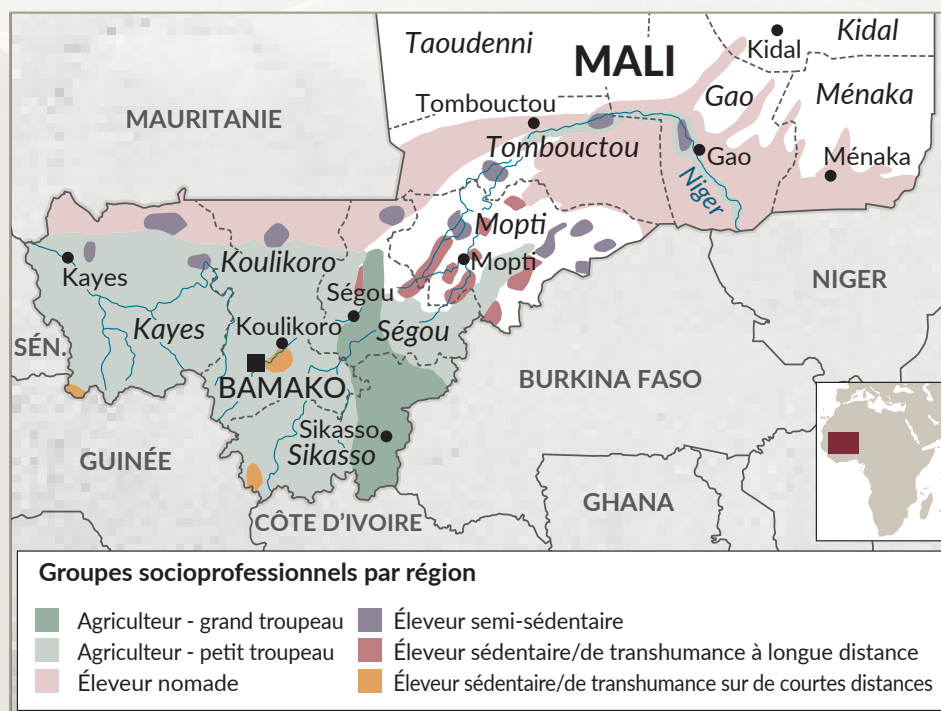 Taoudenni
MALI
Kidal
Kidal
Gao
Ménaka
Tombouctou
MAURITANIE
Tombouctou
Gao
Ménaka
Niger
Mopti
Mopti
Koulikoro
Kayes
Ségou
NIGER
Kayes
Koulikoro
Ségou
SÉN.
BAMAKO
BURKINA FASO
Sikasso
Sikasso
GUINÉE
GHANA
CÔTE D'IVOIRE
Groupes socioprofessionnels par région
Agriculteur - grand troupeau
Agriculteur - petit troupeau
Éleveur nomade
Éleveur semi-sédentaire
Éleveur sédentaire/de transhumance à longue distance
Éleveur sédentaire/de transhumance sur de courtes distances